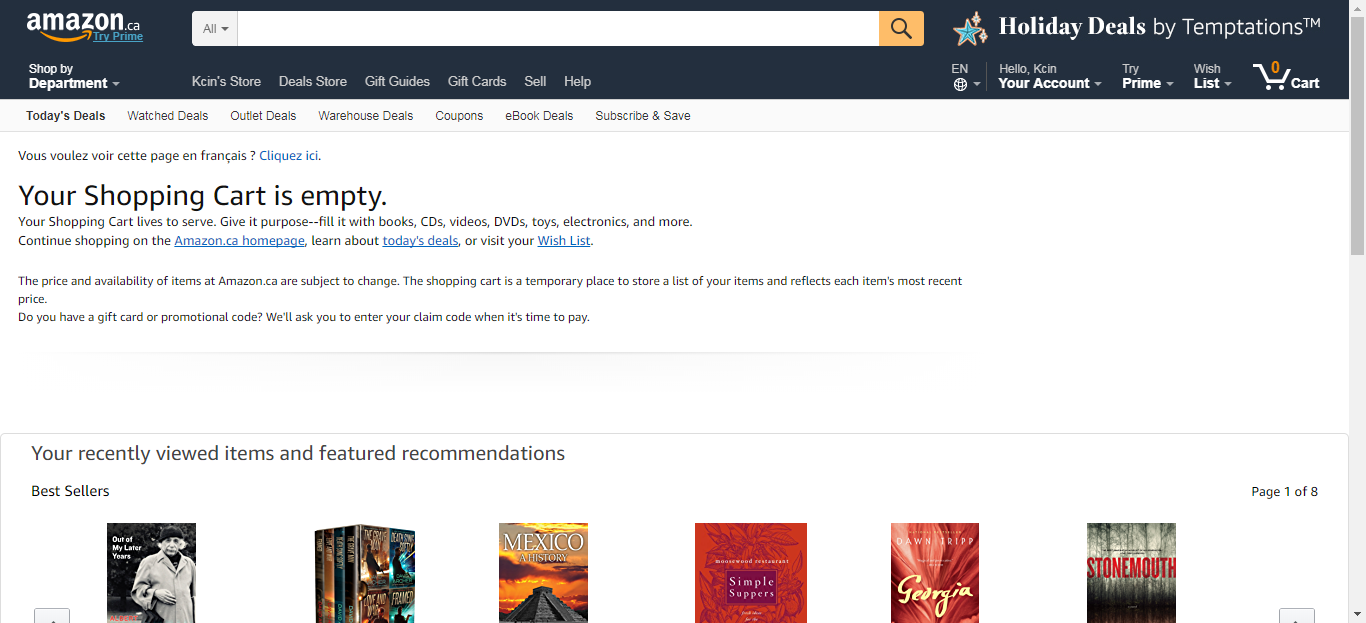 amazon.ca
Try Prime
All
Holiday Deals by Temptations™
Shop by
Department
Kcin's Store Deals Store Gift Guides Gift Cards Sell Help
EN
Hello, Kcin
Your Account
Try
Prime
Wish
List
0
Cart
Today's Deals Watched Deals Outlet Deals Warehouse Deals Coupons eBook Deals Subscribe & Save
Vous voulez voir cette page en français ? Cliquez ici.
Your Shopping Cart is empty.
Your Shopping Cart lives to serve. Give it purpose--fill it with books, CDs, videos, DVDs, toys, electronics, and more.
Continue shopping on the Amazon.ca homepage, learn about today's deals, or visit your Wish List.
The price and availability of items at Amazon.ca are subject to change. The shopping cart is a temporary place to store a list of your items and reflects each item's most recent
price.
Do you have a gift card or promotional code? We'll ask you to enter your claim code when it's time to pay.
Your recently viewed items and featured recommendations
Best Sellers
Page 1 of 8
Out of
My Later
Years
MEXICO
A HISTORY
moosewood restaurant
Simple
Suppers
DAWN TRIPP
Georgia
STONEMOUTH